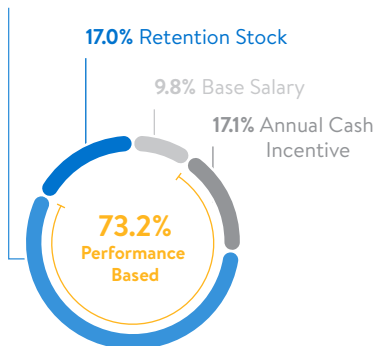 17.0% Retention Stock
9.8% Base Salary
17.1% Annual Cash
Incentive
73.2%
Performance
Based